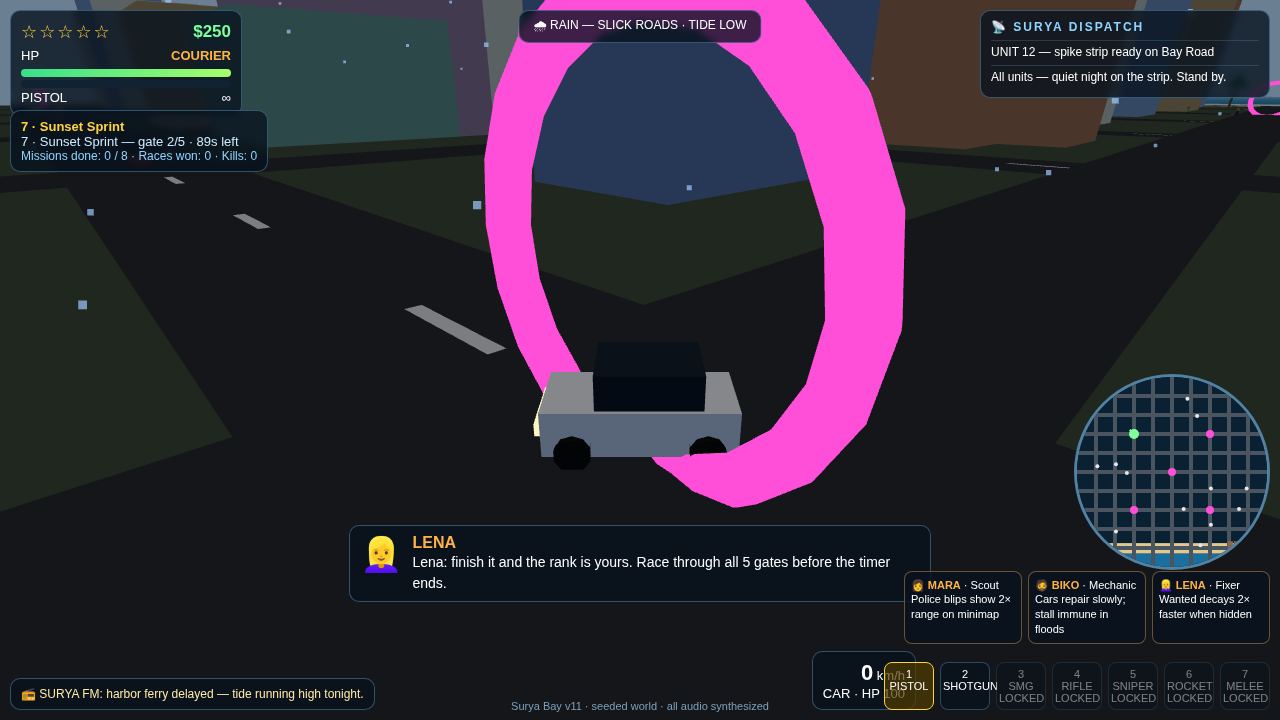 ☆☆☆☆☆ $250
HP COURIER
PISTOL ∞
7 · Sunset Sprint
7 · Sunset Sprint — gate 2/5 · 89s left
Missions done: 0 / 8 · Races won: 0 · Kills: 0
🌧 RAIN — SLICK ROADS · TIDE LOW
📡 SURYA DISPATCH
UNIT 12 — spike strip ready on Bay Road
All units — quiet night on the strip. Stand by.
LENA
Lena: finish it and the rank is yours. Race through all 5 gates before the timer
ends.
👩 MARA · Scout
Police blips show 2×
range on minimap
🧔 BIKO · Mechanic
Cars repair slowly;
stall immune in
floods
👱‍♀️ LENA · Fixer
Wanted decays 2×
faster when hidden
0 km/h
CAR · HP 100
1
PISTOL
2
SHOTGUN
3
SMG
LOCKED
4
RIFLE
LOCKED
5
SNIPER
LOCKED
6
ROCKET
LOCKED
7
MELEE
LOCKED
📻 SURYA FM: harbor ferry delayed — tide running high tonight.
Surya Bay v11 · seeded world · all audio synthesized